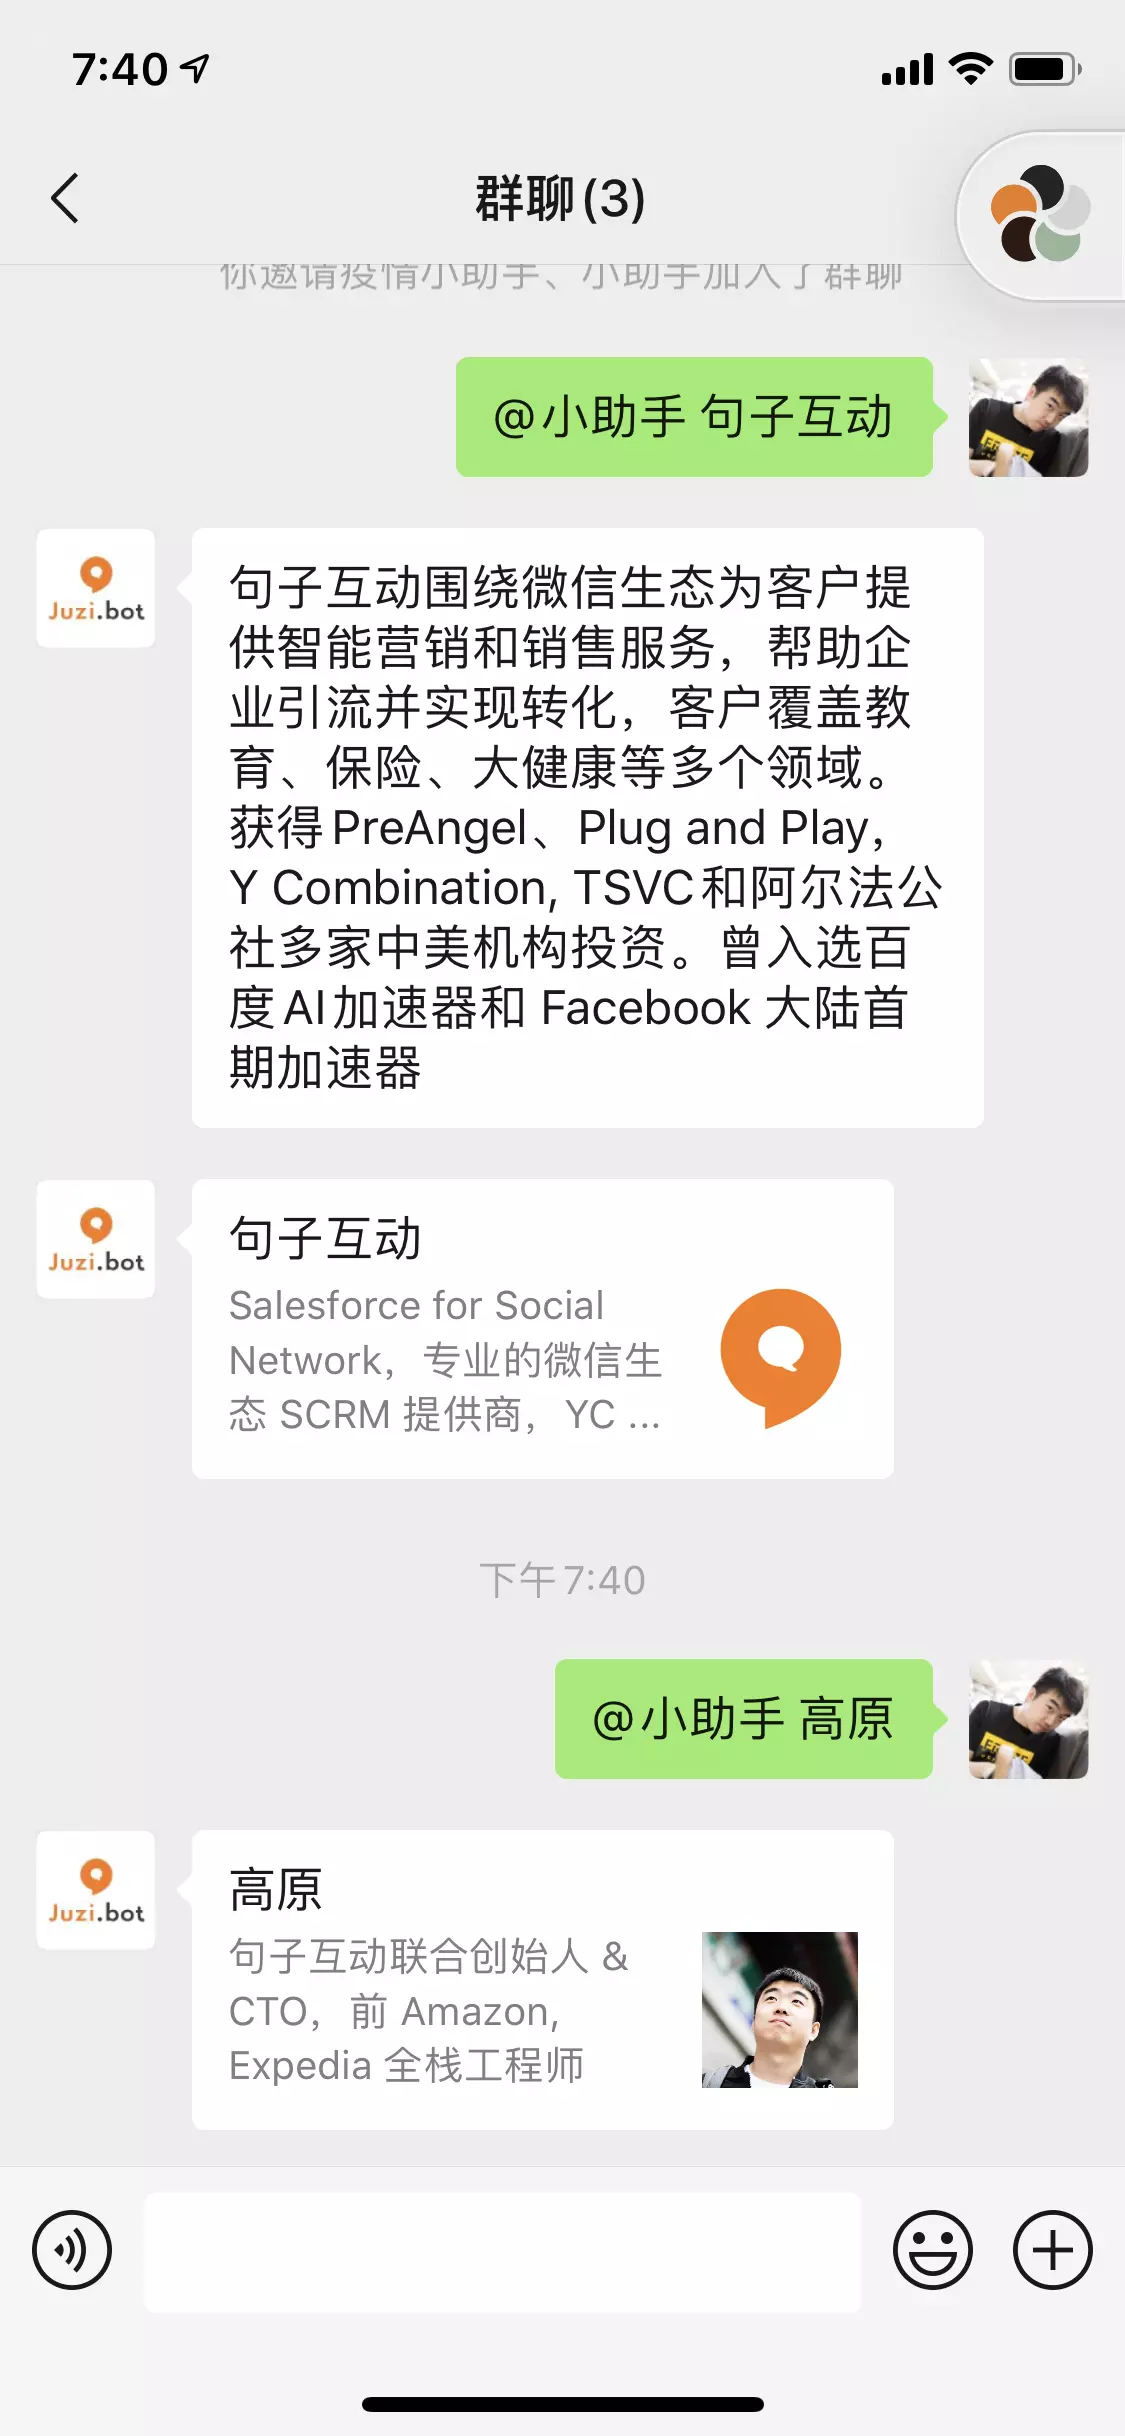 7:40
群聊(3)
你邀请疫情小助手、小助手加入了群聊
@小助手 句子互动
Juzi.bot
句子互动围绕微信生态为客户提
供智能营销和销售服务，帮助企
业引流并实现转化，客户覆盖教
育、保险、大健康等多个领域。
获得PreAngel、Plug and Play，
Y Combination, TSVC和阿尔法公
社多家中美机构投资。曾入选百
度AI加速器和 Facebook 大陆首
期加速器
Juzi.bot
句子互动
Salesforce for Social
Network，专业的微信生
态 SCRM 提供商，YC ...
下午7:40
@小助手 高原
Juzi.bot
高原
句子互动联合创始人 &
CTO，前 Amazon,
Expedia 全栈工程师